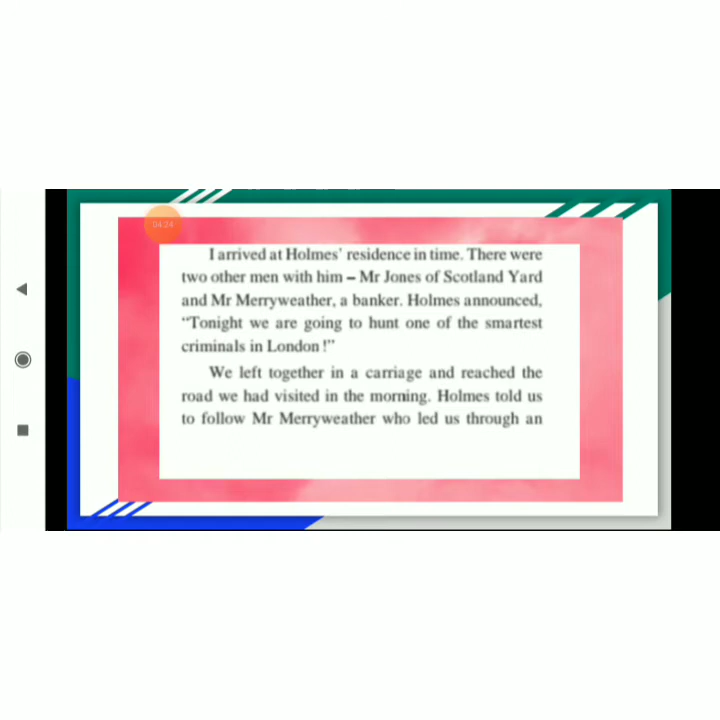 04:24
I arrived at Holmes' residence in time. There were
two other men with him – Mr Jones of Scotland Yard
and Mr Merryweather, a banker. Holmes announced,
“Tonight we are going to hunt one of the smartest
criminals in London !”
We left together in a carriage and reached the
road we had visited in the morning. Holmes told us
to follow Mr Merryweather who led us through an